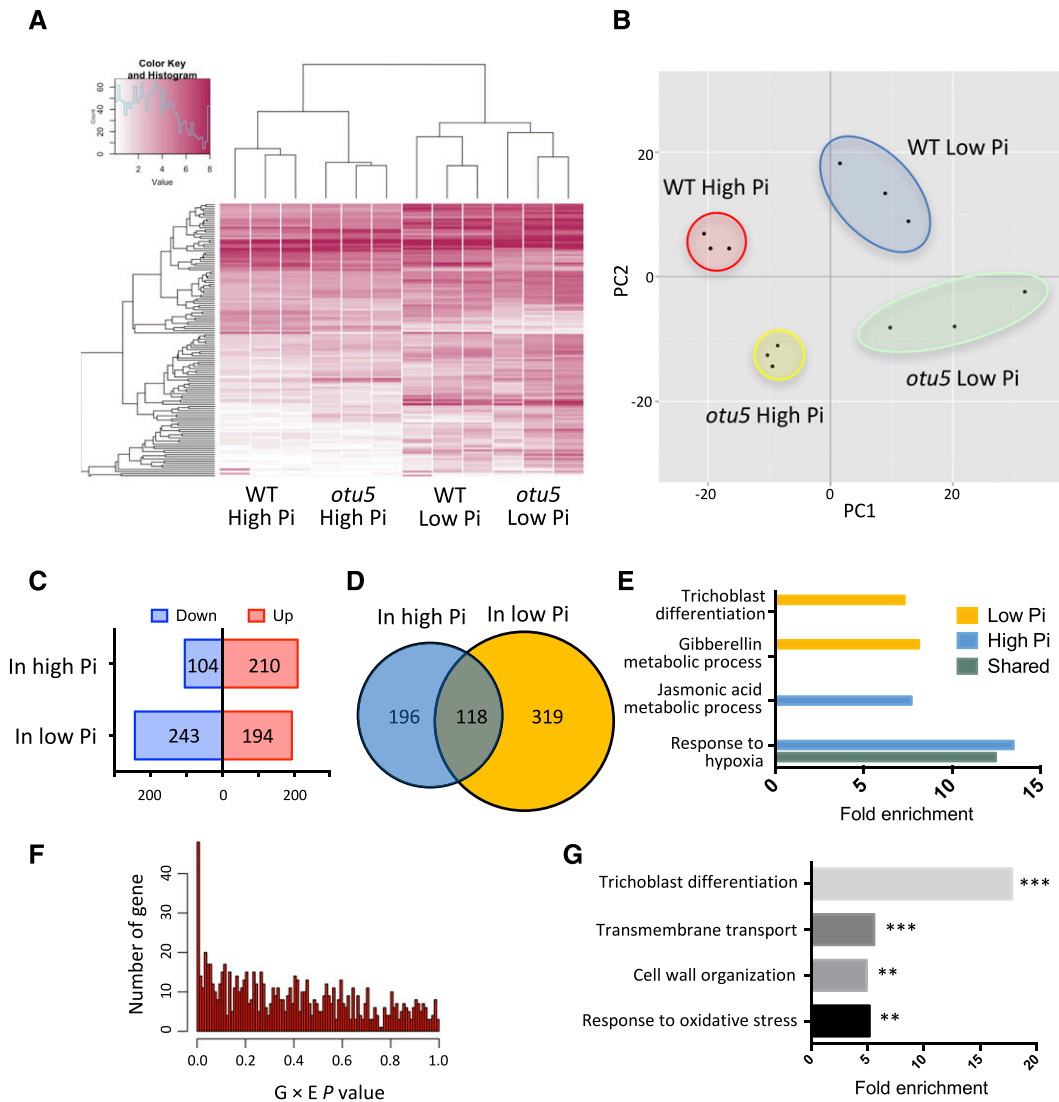 A
Color Key
and Histogram
Count
0
20
40
60
2
4
6
8
Value
WT
High Pi
otu5
High Pi
WT
Low Pi
otu5
Low Pi
B
WT Low Pi
WT High Pi
otu5 Low Pi
otu5 High Pi
PC2
20
0
-20
-20
0
20
PC1
C
Down
Up
In high Pi
104
210
In low Pi
243
194
200
0
200
D
In high Pi
In low Pi
196
118
319
E
Trichoblast
differentiation
Gibberellin
metabolic process
Jasmonic acid
metabolic process
Response to
hypoxia
Low Pi
High Pi
Shared
0
5
10
15
Fold enrichment
F
Number of gene
0
10
20
30
40
0.0
0.2
0.4
0.6
0.8
1.0
G × E P value
G
Trichoblast differentiation
***
Transmembrane transport
***
Cell wall organization
**
Response to oxidative stress
**
0
5
10
15
20
Fold enrichment